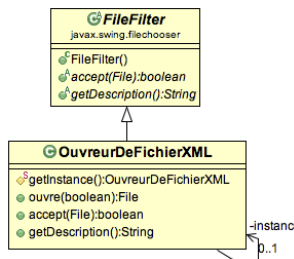 FileFilter
javax.swing.filechooser
FileFilter()
accept(File):boolean
getDescription():String
OuvreurDeFichierXML
getInstance():OuvreurDeFichierXML
ouvre(boolean):File
accept(File):boolean
getDescription():String
-instanc
0..1